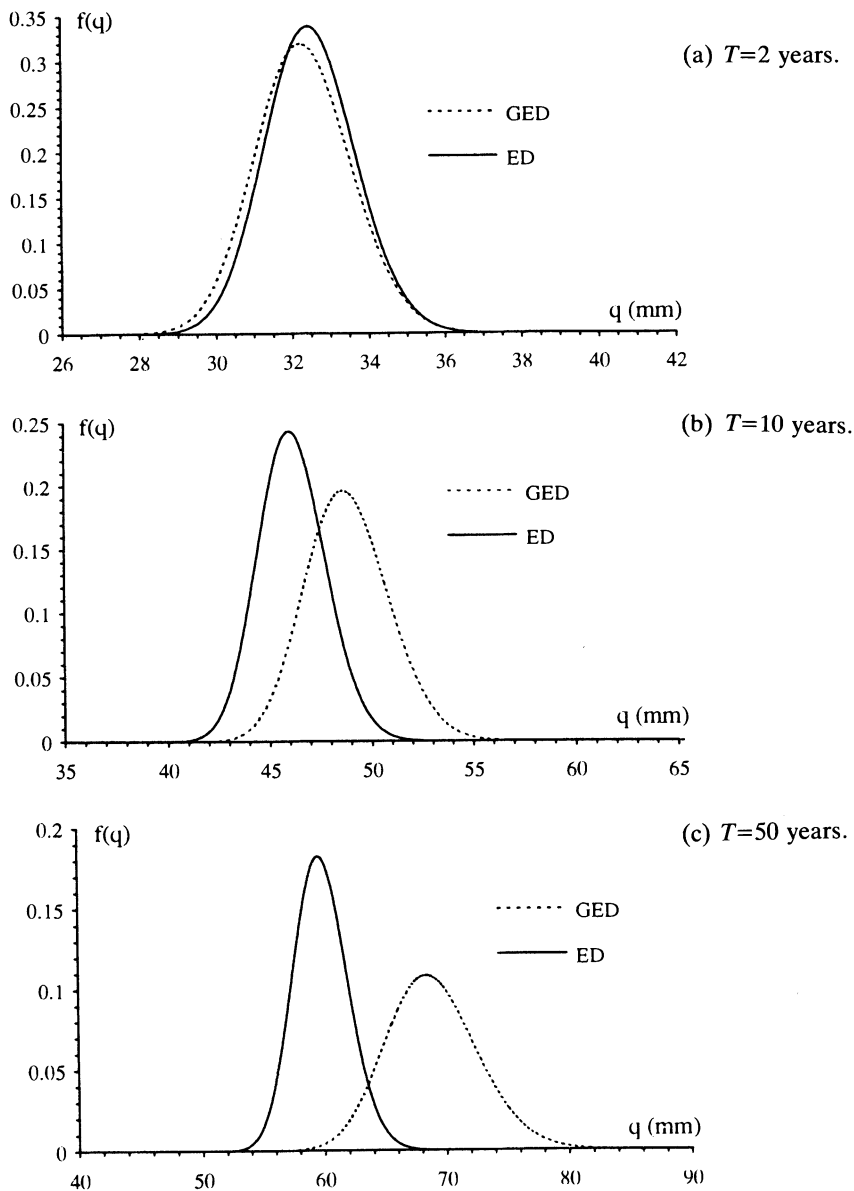 0.35
f(q)
(a) T=2 years.
0.3
0.25
GED
0.2
ED
0.15
0.1
0.05
q (mm)
0
26 28 30 32 34 36 38 40 42
0.25
f(q)
(b) T=10 years.
0.2
GED
ED
0.15
0.1
0.05
q (mm)
0
35 40 45 50 55 60 65
0.2
f(q)
(c) T=50 years.
0.15
GED
ED
0.1
0.05
q (mm)
0
40 50 60 70 80 90